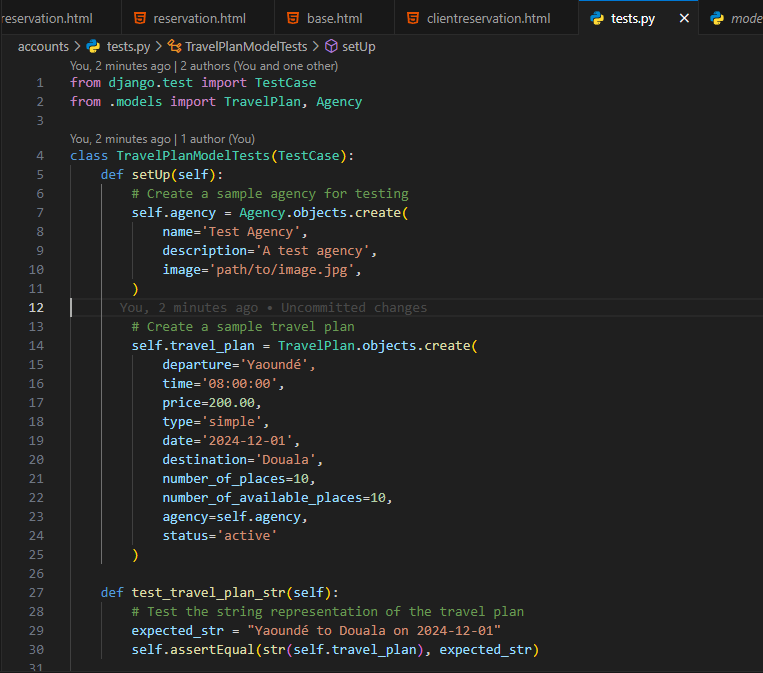 reservation.html
reservation.html
base.html
clientreservation.html
tests.py
accounts > tests.py > TravelPlanModelTests > setUp
You, 2 minutes ago | 2 authors (You and one other)
1 from django.test import TestCase
2 from .models import TravelPlan, Agency
3
You, 2 minutes ago | 1 author (You)
4 class TravelPlanModelTests(TestCase):
5 def setUp(self):
6 # Create a sample agency for testing
7 self.agency = Agency.objects.create(
8 name='Test Agency',
9 description='A test agency',
10 image='path/to/image.jpg',
11 )
12 You, 2 minutes ago • Uncommitted changes
13 # Create a sample travel plan
14 self.travel_plan = TravelPlan.objects.create(
15 departure='Yaoundé',
16 time='08:00:00',
17 price=200.00,
18 type='simple',
19 date='2024-12-01',
20 destination='Douala',
21 number_of_places=10,
22 number_of_available_places=10,
23 agency=self.agency,
24 status='active'
25 )
26
27 def test_travel_plan_str(self):
28 # Test the string representation of the travel plan
29 expected_str = "Yaoundé to Douala on 2024-12-01"
30 self.assertEqual(str(self.travel_plan), expected_str)
31